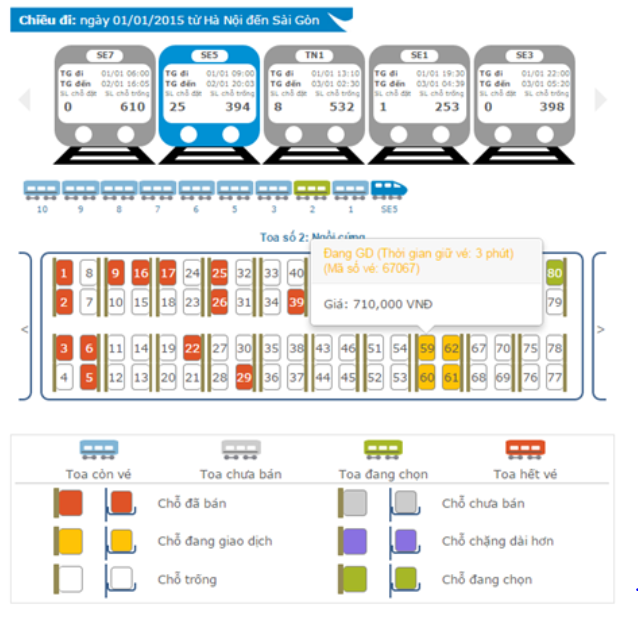 Chiều đi: ngày 01/01/2015 từ Hà Nội đến Sài Gòn
SE7 SE5 TN1 SE1 SE3
TG đi 01/01 06:00 TG đi 01/01 09:00 TG đi 01/01 13:10 TG đi 01/01 19:30 TG đi 01/01 22:00
TG đến 02/01 16:05 TG đến 02/01 20:03 TG đến 03/01 02:30 TG đến 03/01 04:39 TG đến 03/01 05:20
SL chỗ đặt SL chỗ trống SL chỗ đặt SL chỗ trống SL chỗ đặt SL chỗ trống SL chỗ đặt SL chỗ trống SL chỗ đặt SL chỗ trống
0 610 25 394 8 532 1 253 0 398
10 9 8 7 6 5 3 2 1 SE5
Toa số 2: Ngồi cứng
Đang GD (Thời gian giữ vé: 3 phút)
(Mã số vé: 67067)
Giá: 710,000 VNĐ
1 8 9 16 17 24 25 32 33 40 80
2 7 10 15 18 23 26 31 34 39 79
< >
3 6 11 14 19 22 27 30 35 38 43 46 51 54 59 62 67 70 75 78
4 5 12 13 20 21 28 29 36 37 44 45 52 53 60 61 68 69 76 77
Toa còn vé Toa chưa bán Toa đang chọn Toa hết vé
Chỗ đã bán Chỗ chưa bán
Chỗ đang giao dịch Chỗ chặng dài hơn
Chỗ trống Chỗ đang chọn